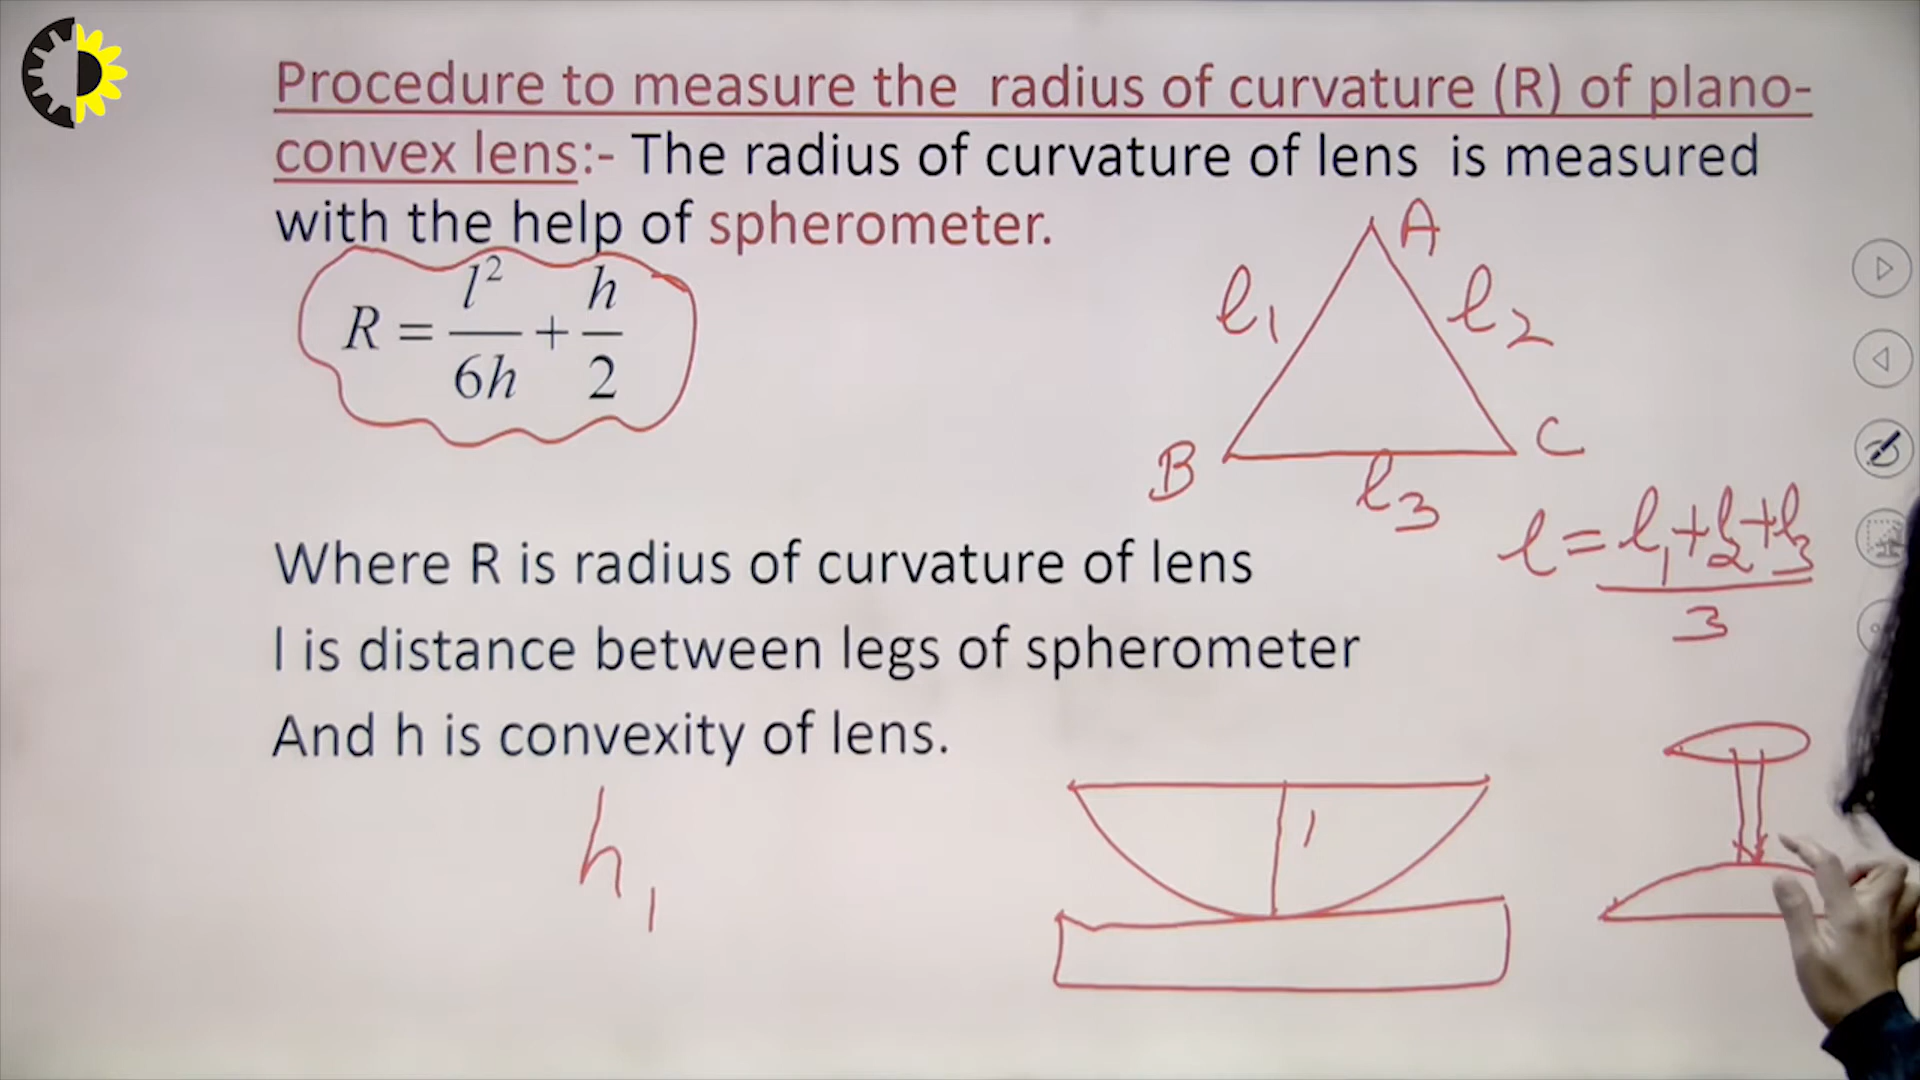 Procedure to measure the radius of curvature (R) of plano-
convex lens:- The radius of curvature of lens is measured
with the help of spherometer.
R = l²/6h + h/2
A
l₁ l₂
B C
l₃
l = l₁+l₂+l₃/3
Where R is radius of curvature of lens
l is distance between legs of spherometer
And h is convexity of lens.
h₁